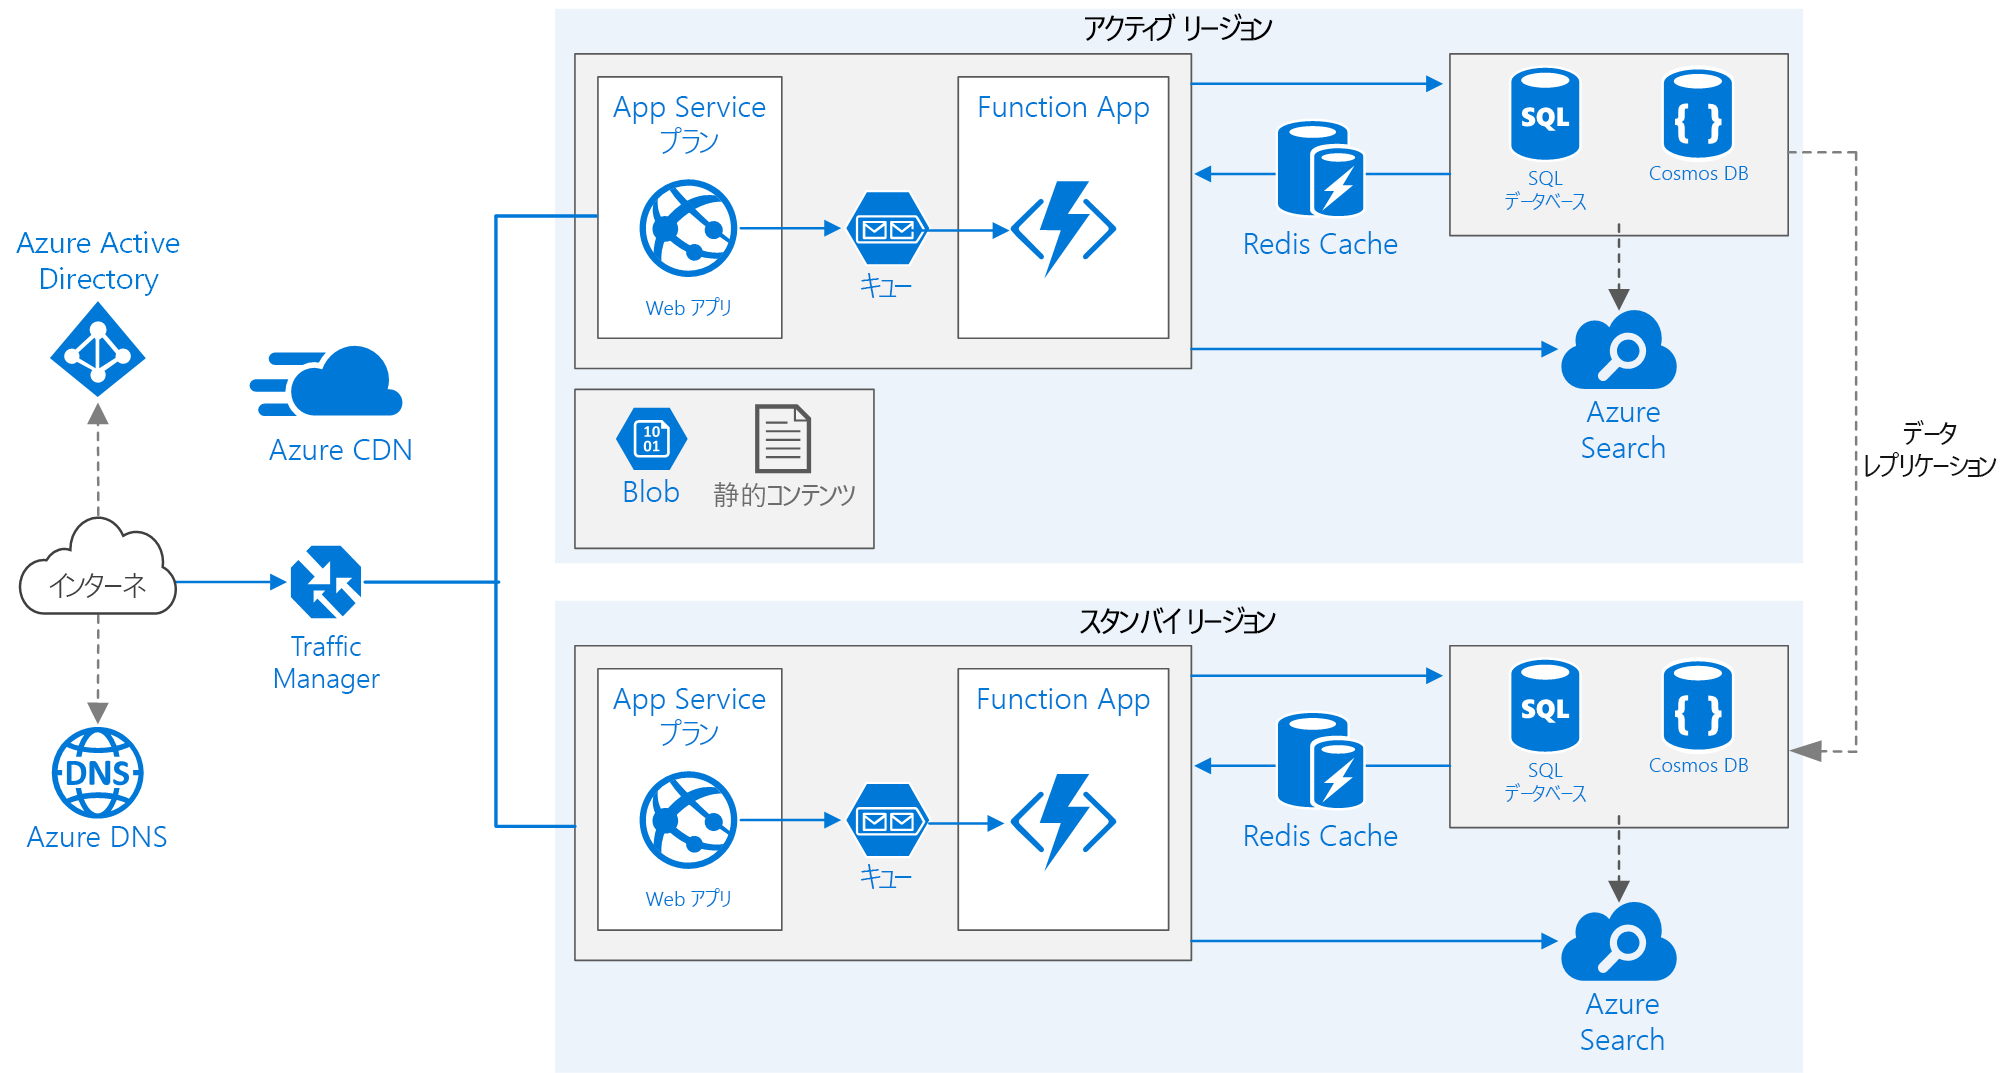 アクティブ リージョン
App Service
プラン
Web アプリ
キュー
Function App
Redis Cache
SQL
SQL
データベース
{ }
Cosmos DB
Azure
Search
10
01
Blob
静的コンテンツ
Azure Active
Directory
Azure CDN
インターネ
Traffic
Manager
DNS
Azure DNS
データ
レプリケーション
スタンバイ リージョン
App Service
プラン
Web アプリ
キュー
Function App
Redis Cache
SQL
SQL
データベース
{ }
Cosmos DB
Azure
Search